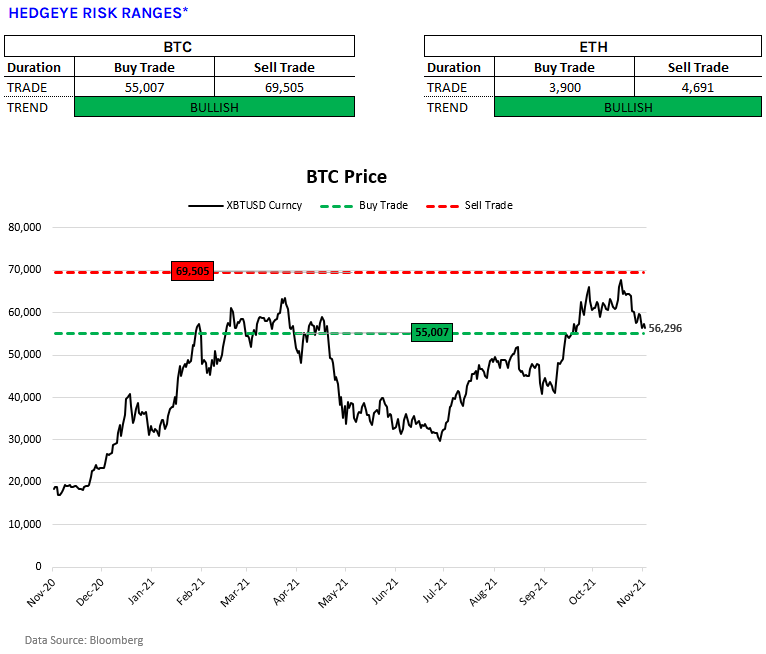 HEDGEYE RISK RANGES*
BTC
Duration Buy Trade Sell Trade
TRADE 55,007 69,505
TREND BULLISH
ETH
Duration Buy Trade Sell Trade
TRADE 3,900 4,691
TREND BULLISH
BTC Price
XBTUSD Curncy Buy Trade Sell Trade
80,000
70,000
60,000
50,000
40,000
30,000
20,000
10,000
0
69,505
55,007
56,296
Nov-20 Dec-20 Jan-21 Feb-21 Mar-21 Apr-21 May-21 Jun-21 Jul-21 Aug-21 Sep-21 Oct-21 Nov-21
Data Source: Bloomberg